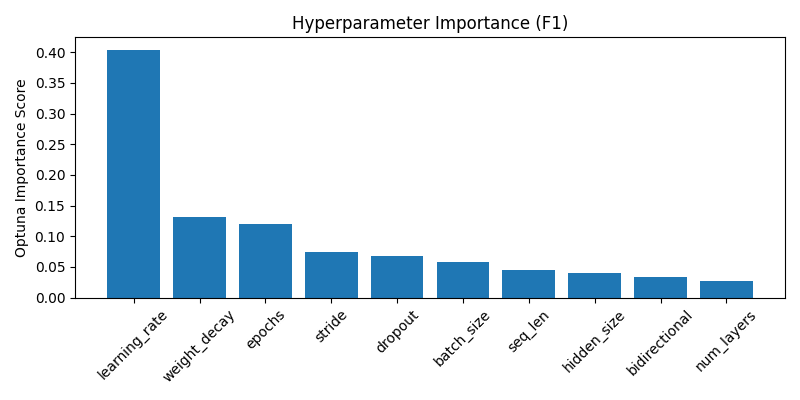 Hyperparameter Importance (F1)
Optuna Importance Score
0.40
0.35
0.30
0.25
0.20
0.15
0.10
0.05
0.00
learning_rate
weight_decay
epochs
stride
dropout
batch_size
seq_len
hidden_size
bidirectional
num_layers